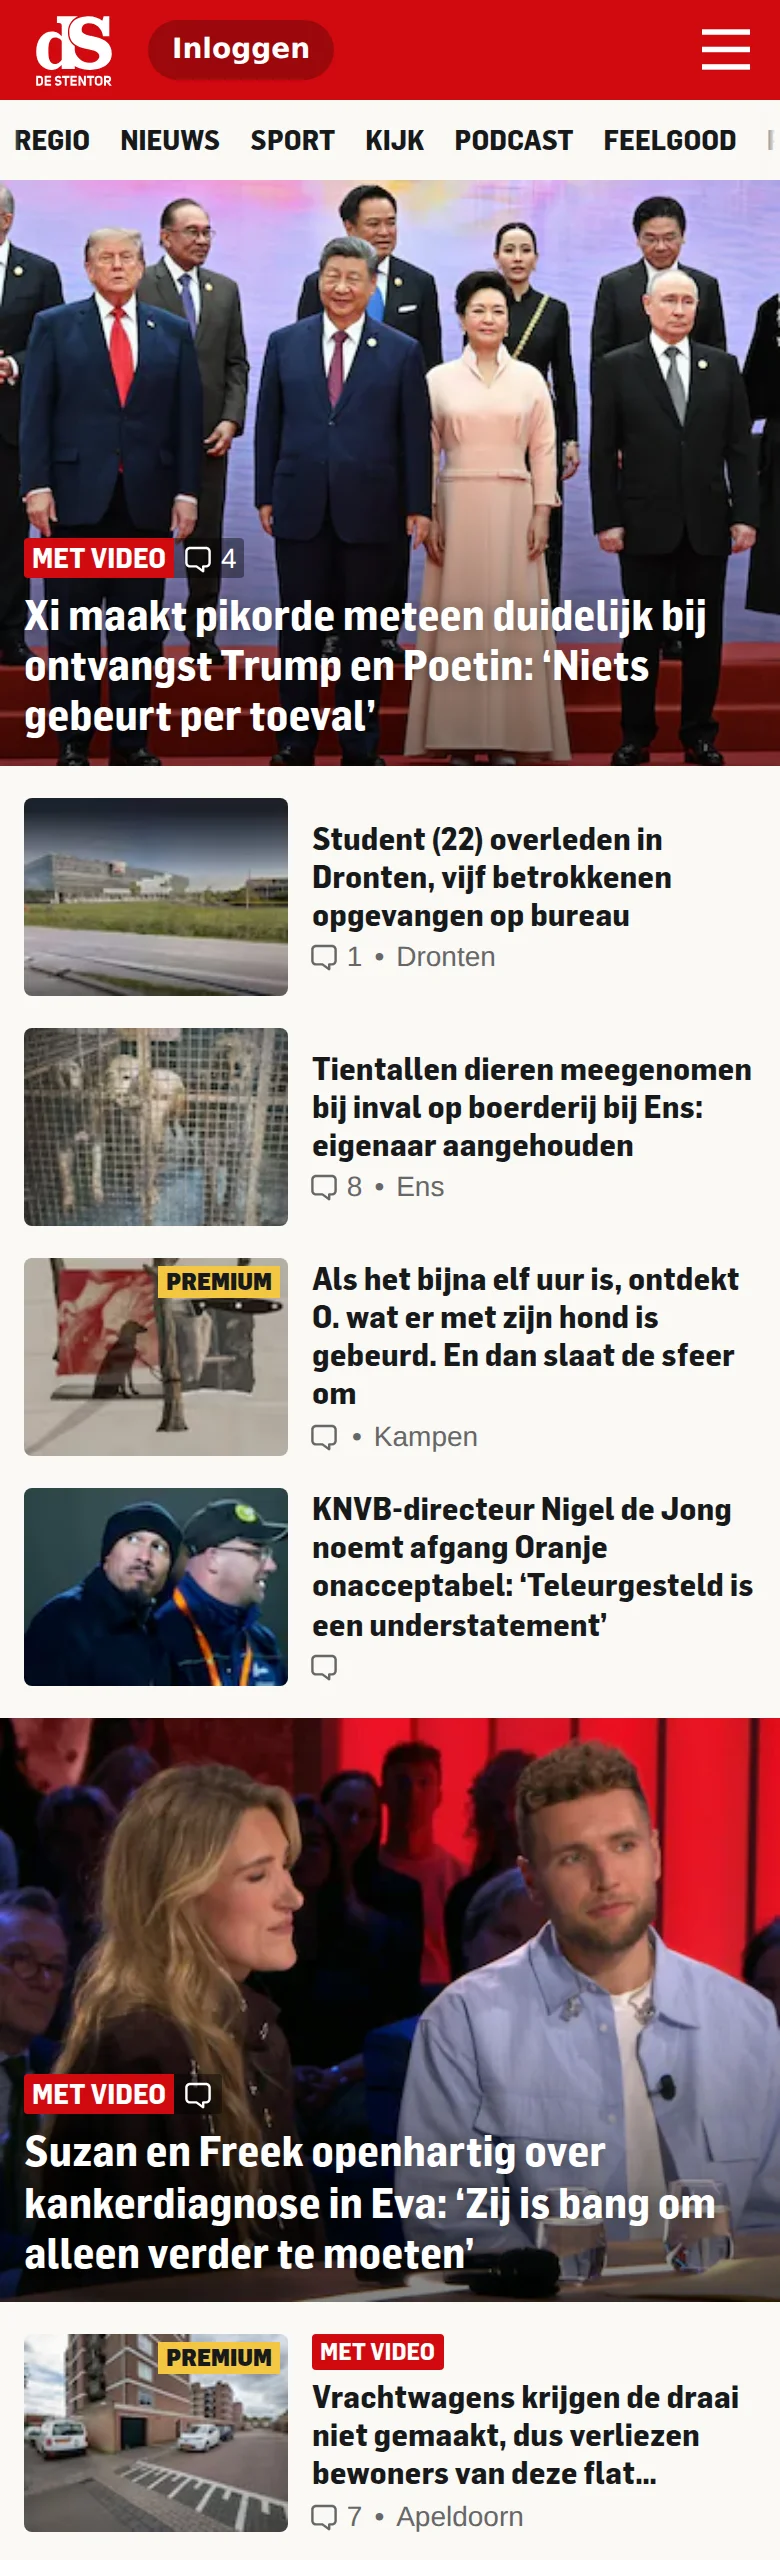 dS
DE STENTOR
Inloggen
REGIO NIEUWS SPORT KIJK PODCAST FEELGOOD
MET VIDEO 4
Xi maakt pikorde meteen duidelijk bij
ontvangst Trump en Poetin: ‘Niets
gebeurt per toeval’
Student (22) overleden in
Dronten, vijf betrokkenen
opgevangen op bureau
1 • Dronten
Tientallen dieren meegenomen
bij inval op boerderij bij Ens:
eigenaar aangehouden
8 • Ens
PREMIUM
Als het bijna elf uur is, ontdekt
O. wat er met zijn hond is
gebeurd. En dan slaat de sfeer
om
• Kampen
KNVB-directeur Nigel de Jong
noemt afgang Oranje
onacceptabel: ‘Teleurgesteld is
een understatement’
MET VIDEO
Suzan en Freek openhartig over
kankerdiagnose in Eva: ‘Zij is bang om
alleen verder te moeten’
PREMIUM
MET VIDEO
Vrachtwagens krijgen de draai
niet gemaakt, dus verliezen
bewoners van deze flat...
7 • Apeldoorn